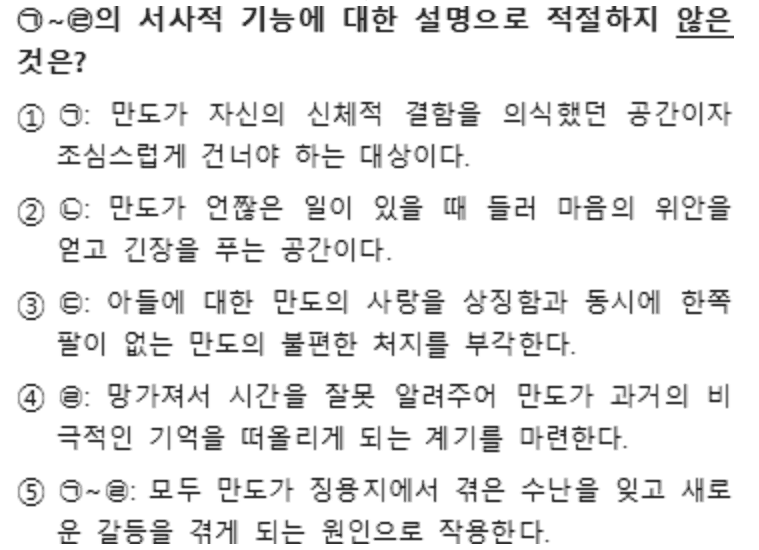 ㉠~㉣의 서사적 기능에 대한 설명으로 적절하지 않은
것은?
① ㉠: 만도가 자신의 신체적 결함을 의식했던 공간이자
조심스럽게 건너야 하는 대상이다.
② ㉡: 만도가 언짢은 일이 있을 때 들러 마음의 위안을
얻고 긴장을 푸는 공간이다.
③ ㉢: 아들에 대한 만도의 사랑을 상징함과 동시에 한쪽
팔이 없는 만도의 불편한 처지를 부각한다.
④ ㉣: 망가져서 시간을 잘못 알려주어 만도가 과거의 비
극적인 기억을 떠올리게 되는 계기를 마련한다.
⑤ ㉠~㉣: 모두 만도가 징용지에서 겪은 수난을 잊고 새로
운 갈등을 겪게 되는 원인으로 작용한다.